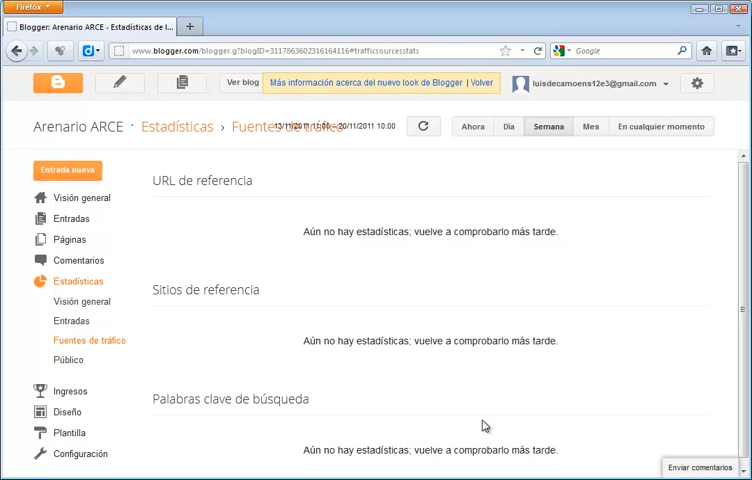 Firefox
Blogger: Arenario ARCE - Estadísticas de l...
www.blogger.com/blogger.g?blogID=3117863602316164116#trafficsourcesstats
Google
Ver blog
Más información acerca del nuevo look de Blogger | Volver
luisdecamoens12e3@gmail.com
Arenario ARCE · Estadísticas › Fuentes de tráfico
13/11/2011 11:00 – 20/11/2011 10:00
Ahora
Día
Semana
Mes
En cualquier momento
Entrada nueva
Visión general
Entradas
Páginas
Comentarios
Estadísticas
Visión general
Entradas
Fuentes de tráfico
Público
Ingresos
Diseño
Plantilla
Configuración
URL de referencia
Aún no hay estadísticas; vuelve a comprobarlo más tarde.
Sitios de referencia
Aún no hay estadísticas; vuelve a comprobarlo más tarde.
Palabras clave de búsqueda
Aún no hay estadísticas; vuelve a comprobarlo más tarde.
Enviar comentarios